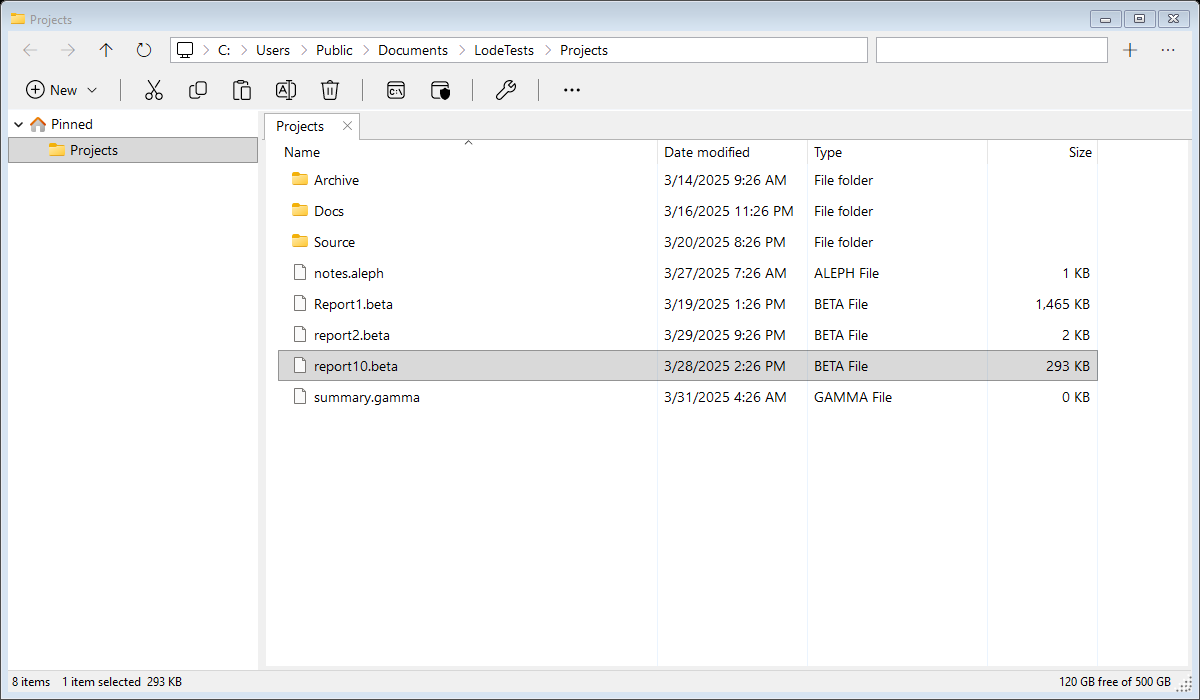 Projects
C: Users Public Documents LodeTests Projects
New
Pinned
Projects
Projects
Name Date modified Type Size
Archive 3/14/2025 9:26 AM File folder
Docs 3/16/2025 11:26 PM File folder
Source 3/20/2025 8:26 PM File folder
notes.aleph 3/27/2025 7:26 AM ALEPH File 1 KB
Report1.beta 3/19/2025 1:26 PM BETA File 1,465 KB
report2.beta 3/29/2025 9:26 PM BETA File 2 KB
report10.beta 3/28/2025 2:26 PM BETA File 293 KB
summary.gamma 3/31/2025 4:26 AM GAMMA File 0 KB
8 items 1 item selected 293 KB 120 GB free of 500 GB